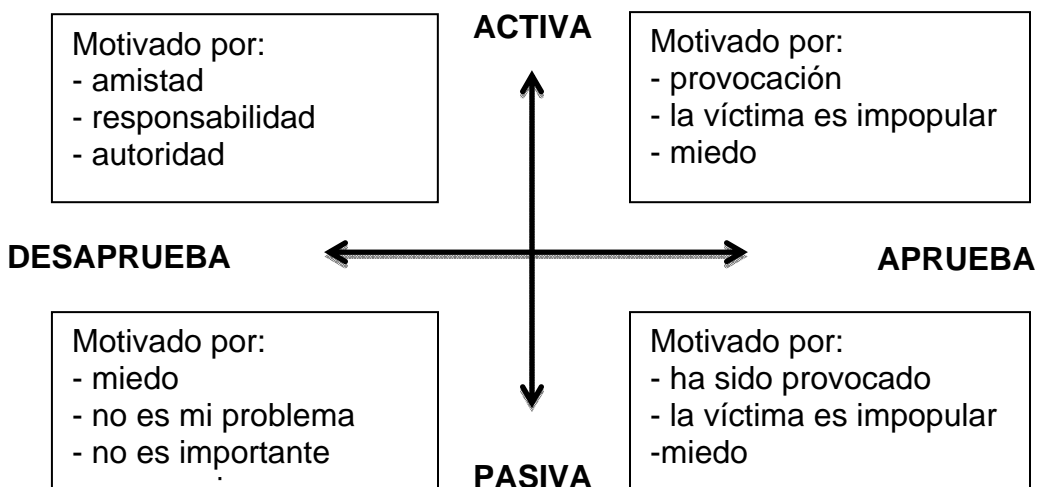 ACTIVA
Motivado por:
- amistad
- responsabilidad
- autoridad
Motivado por:
- provocación
- la víctima es impopular
- miedo
DESAPRUEBA
APRUEBA
Motivado por:
- miedo
- no es mi problema
- no es importante
Motivado por:
- ha sido provocado
- la víctima es impopular
-miedo
PASIVA